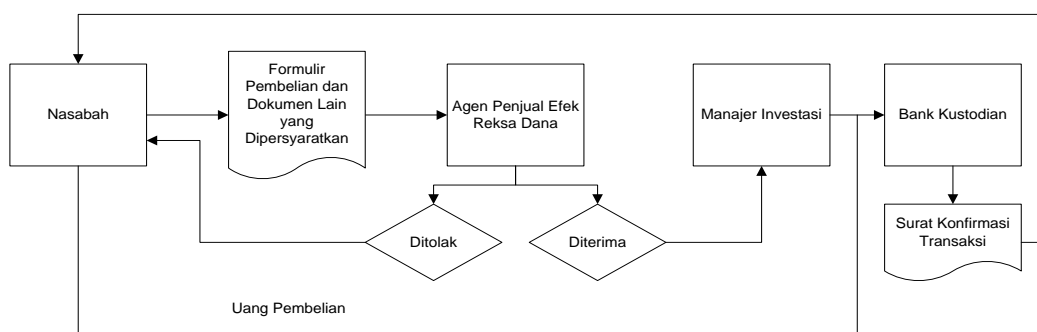 Nasabah
Formulir
Pembelian dan
Dokumen Lain
yang
Dipersyaratkan
Agen Penjual Efek
Reksa Dana
Manajer Investasi
Bank Kustodian
Ditolak
Diterima
Surat Konfirmasi
Transaksi
Uang Pembelian